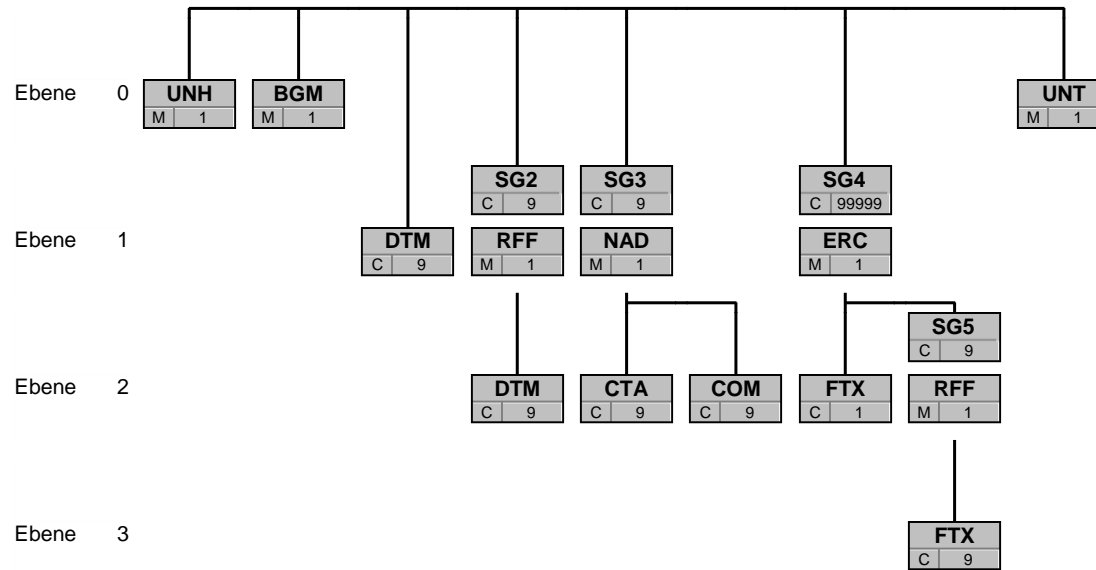 Ebene 0 UNH BGM UNT
M 1 M 1 M 1
SG2 SG3 SG4
C 9 C 9 C 99999
Ebene 1 DTM RFF NAD ERC
C 9 M 1 M 1 M 1
SG5
C 9
Ebene 2 DTM CTA COM FTX RFF
C 9 C 9 C 9 C 1 M 1
Ebene 3 FTX
C 9